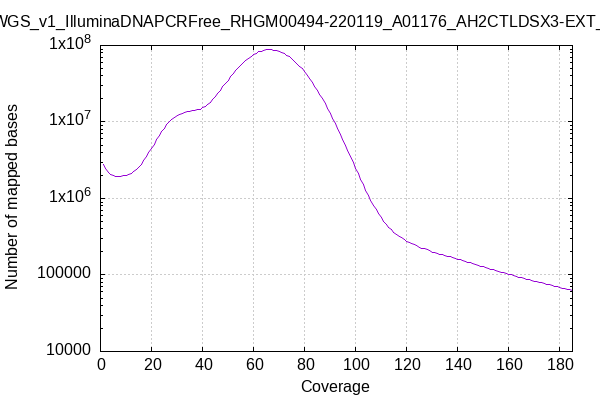 WGS_v1_IlluminaDNAPCRFree_RHGM00494-220119_A01176_AH2CTLDSX3-EXT_
1x10⁸
1x10⁷
1x10⁶
100000
10000
Number of mapped bases
0 20 40 60 80 100 120 140 160 180
Coverage